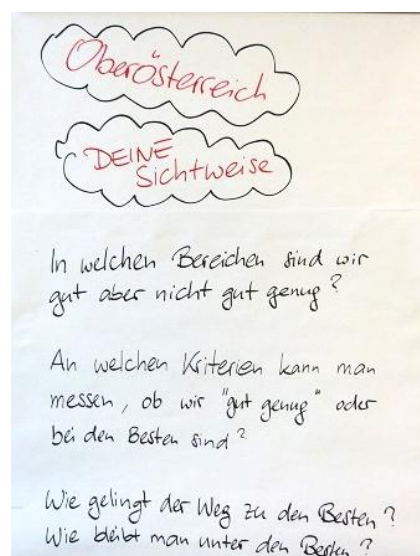 Oberösterreich
DEINE
Sichtweise
In welchen Bereichen sind wir
gut aber nicht gut genug?
An welchen Kriterien kann man
messen, ob wir "gut genug" oder
bei den Besten sind?
Wie gelingt der Weg zu den Besten?
Wie bleibt man unter den Besten?